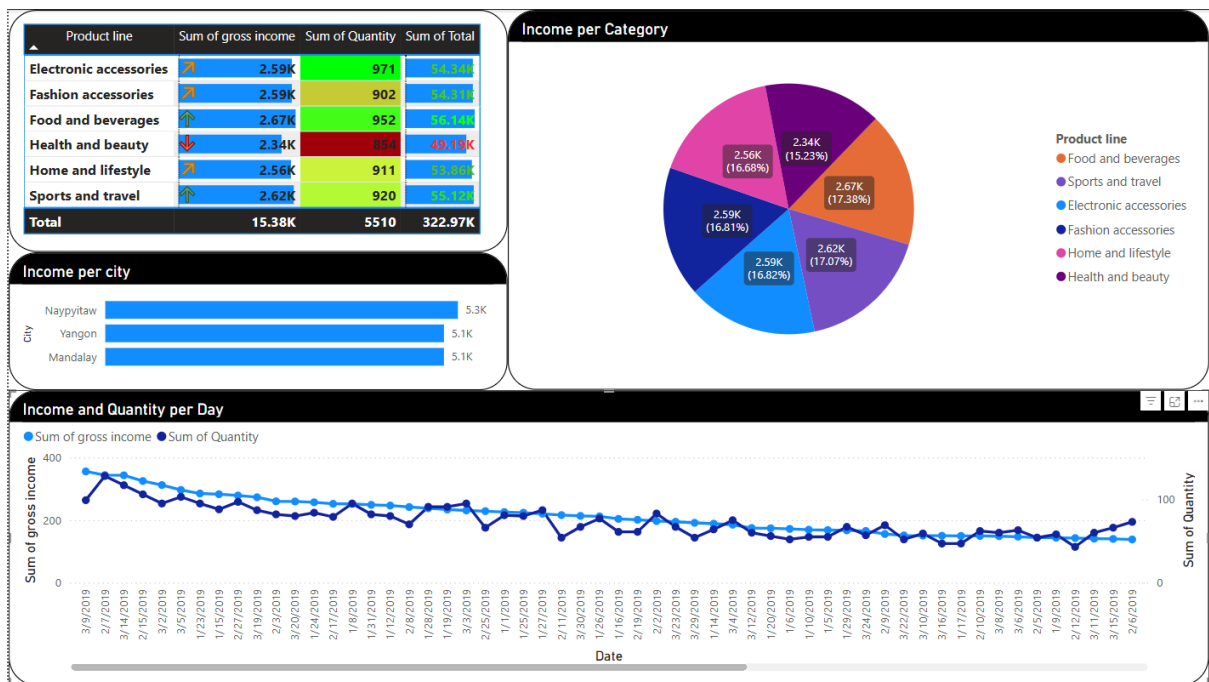 Product line Sum of gross income Sum of Quantity Sum of Total
Electronic accessories 2.59K 971 54.34K
Fashion accessories 2.59K 902 54.31K
Food and beverages 2.67K 952 56.14K
Health and beauty 2.34K 854 49.19K
Home and lifestyle 2.56K 911 53.86K
Sports and travel 2.62K 920 55.12K
Total 15.38K 5510 322.97K
Income per Category
2.34K
(15.23%)
2.56K
(16.68%)
2.67K
(17.38%)
2.59K
(16.81%)
2.62K
(17.07%)
2.59K
(16.82%)
Product line
Food and beverages
Sports and travel
Electronic accessories
Fashion accessories
Home and lifestyle
Health and beauty
Income per city
City
Naypyitaw 5.3K
Yangon 5.1K
Mandalay 5.1K
Income and Quantity per Day
Sum of gross income Sum of Quantity
Sum of gross income
400
200
0
Sum of Quantity
100
0
3/9/2019
2/7/2019
3/14/2019
2/15/2019
3/2/2019
3/5/2019
1/23/2019
1/15/2019
2/27/2019
3/19/2019
2/3/2019
3/20/2019
1/24/2019
2/17/2019
1/8/2019
1/31/2019
1/12/2019
2/8/2019
1/28/2019
1/19/2019
3/3/2019
2/25/2019
1/1/2019
1/25/2019
1/27/2019
2/11/2019
3/30/2019
1/26/2019
1/16/2019
2/19/2019
2/2/2019
3/23/2019
3/29/2019
1/14/2019
3/4/2019
3/12/2019
1/20/2019
1/6/2019
1/10/2019
2/10/2019
1/29/2019
3/24/2019
2/9/2019
3/22/2019
1/30/2019
3/16/2019
1/17/2019
2/20/2019
3/8/2019
3/6/2019
2/5/2019
1/9/2019
2/12/2019
3/11/2019
3/15/2019
2/6/2019
Date